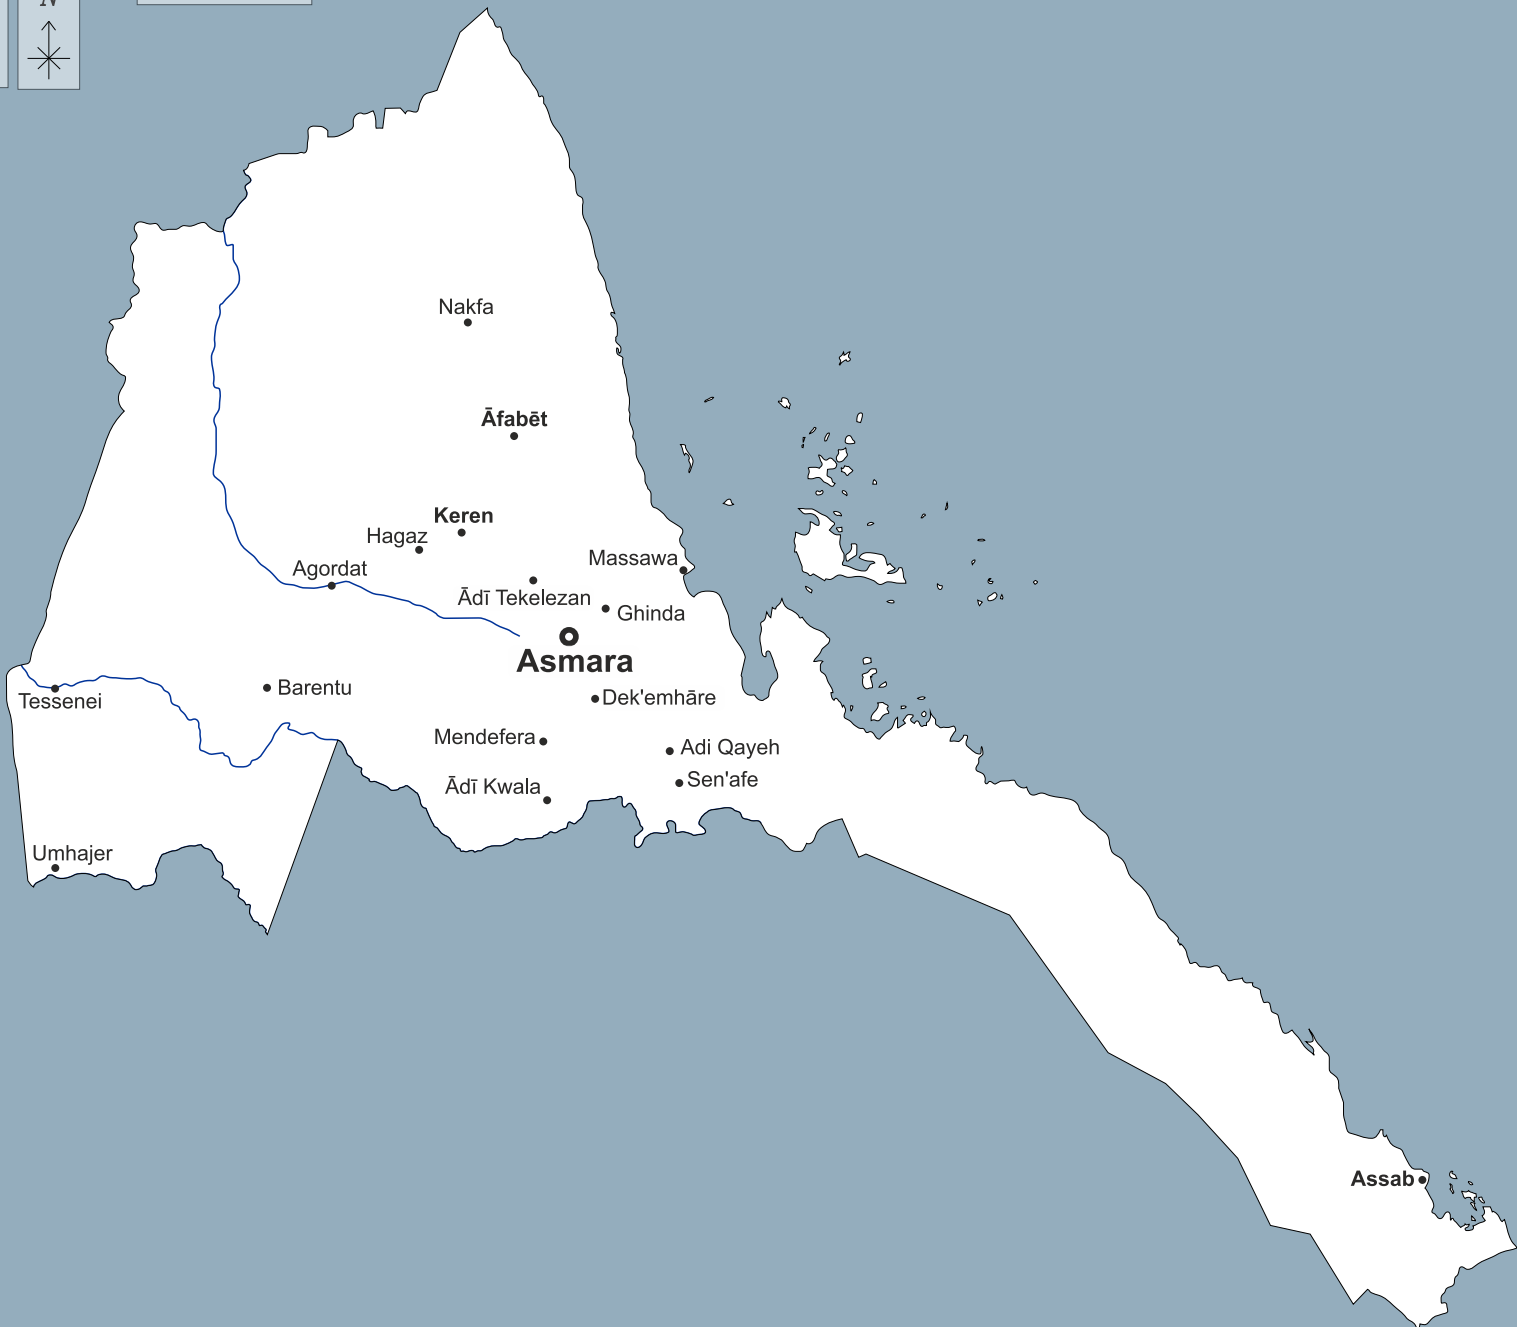 N
Nakfa
Āfabēt
Keren
Hagaz
Massawa
Agordat
Ādī Tekelezan
Ghinda
Asmara
Barentu
Tessenei
Dek'emhāre
Mendefera
Adi Qayeh
Sen'afe
Ādī Kwala
Umhajer
Assab